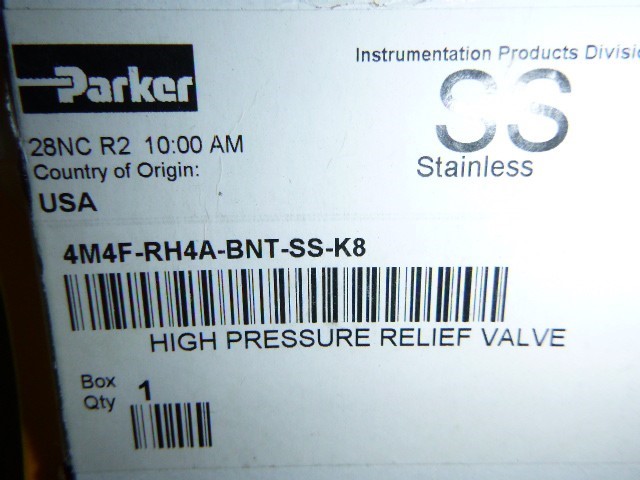 Parker
Instrumentation Products
SS
Stainless
28NC R2 10:00 AM
Country of Origin:
USA
4M4F-RH4A-BNT-SS-K8
HIGH PRESSURE RELIEF VALVE
Box
Qty
1